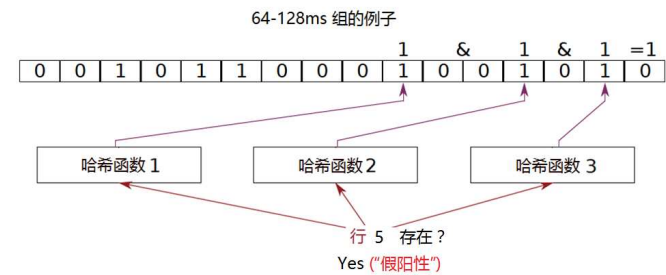 64-128ms 组的例子
1 & 1 & 1 =1
0 0 1 0 1 1 0 0 0 1 0 0 1 0 1 0
哈希函数 1 哈希函数 2 哈希函数 3
行 5 存在？
Yes (“假阳性”)